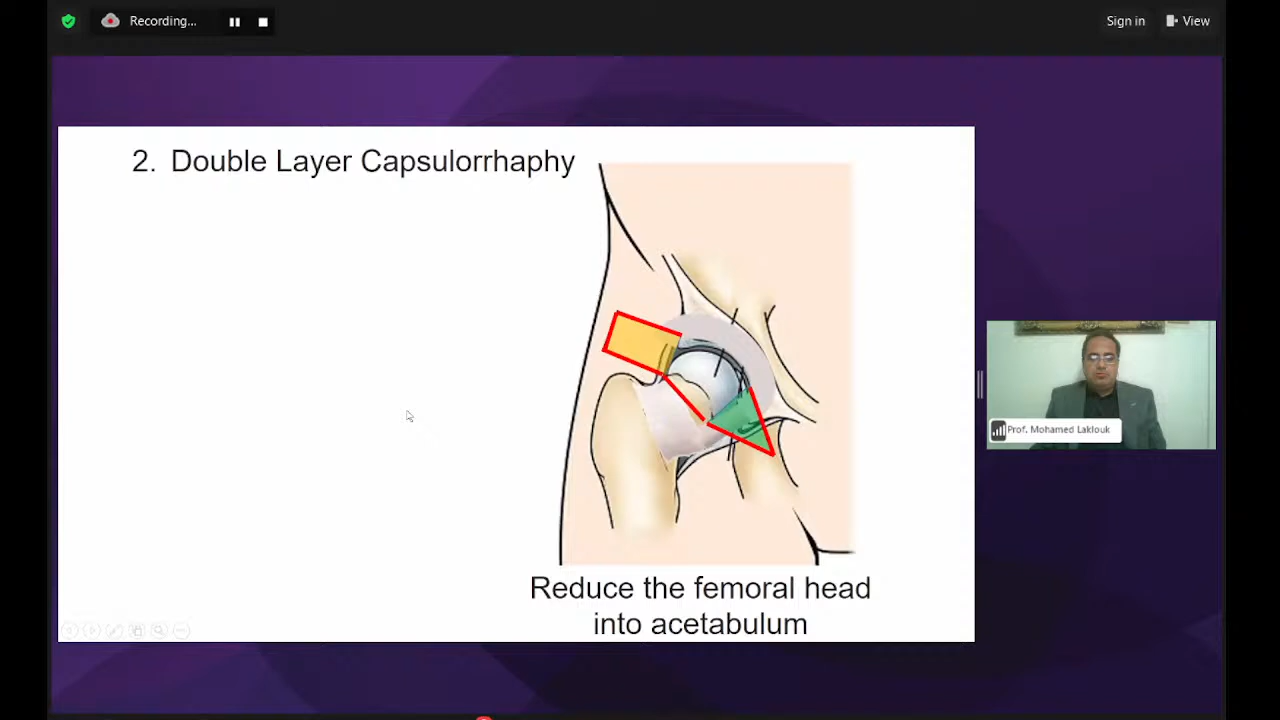 Recording...
Sign in
View
2. Double Layer Capsulorrhaphy
Prof. Mohamed Laklouk
Reduce the femoral head
into acetabulum